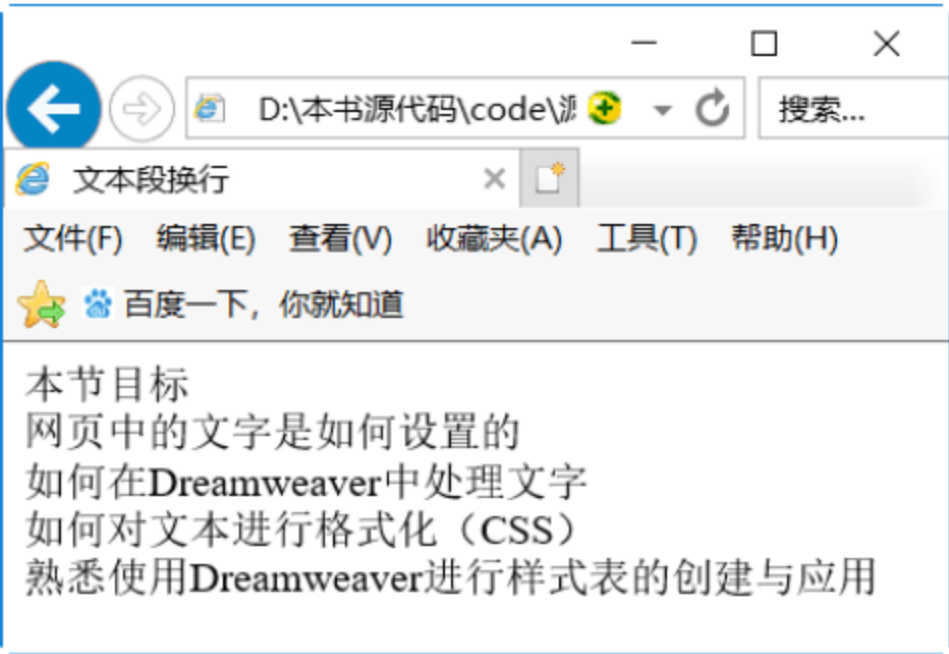 D:\本书源代码\code\
搜索...
文本段换行
文件(F) 编辑(E) 查看(V) 收藏夹(A) 工具(T) 帮助(H)
百度一下，你就知道
本节目标
网页中的文字是如何设置的
如何在Dreamweaver中处理文字
如何对文本进行格式化（CSS）
熟悉使用Dreamweaver进行样式表的创建与应用